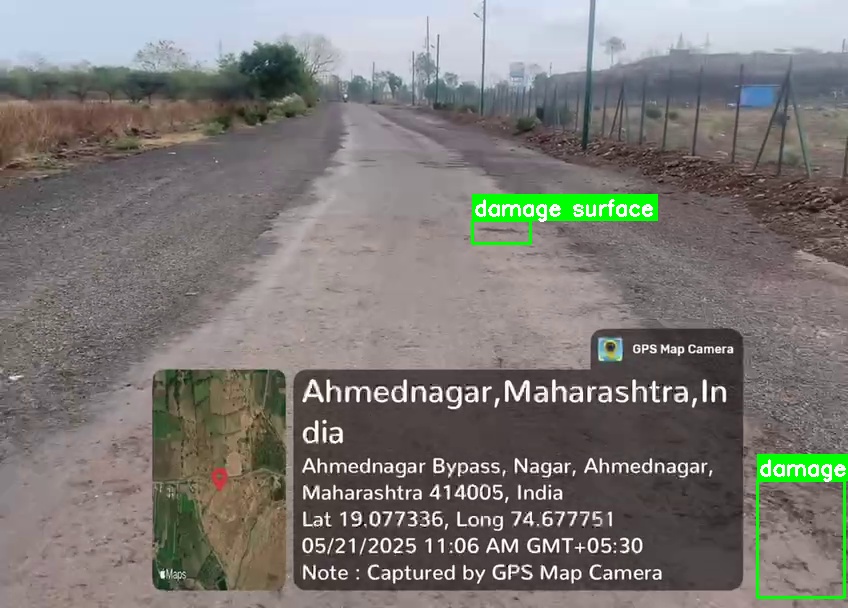 damage surface
GPS Map Camera
Ahmednagar,Maharashtra,In
dia
Ahmednagar Bypass, Nagar, Ahmednagar,
Maharashtra 414005, India
Lat 19.077336, Long 74.677751
05/21/2025 11:06 AM GMT+05:30
Note : Captured by GPS Map Camera
damage
Maps